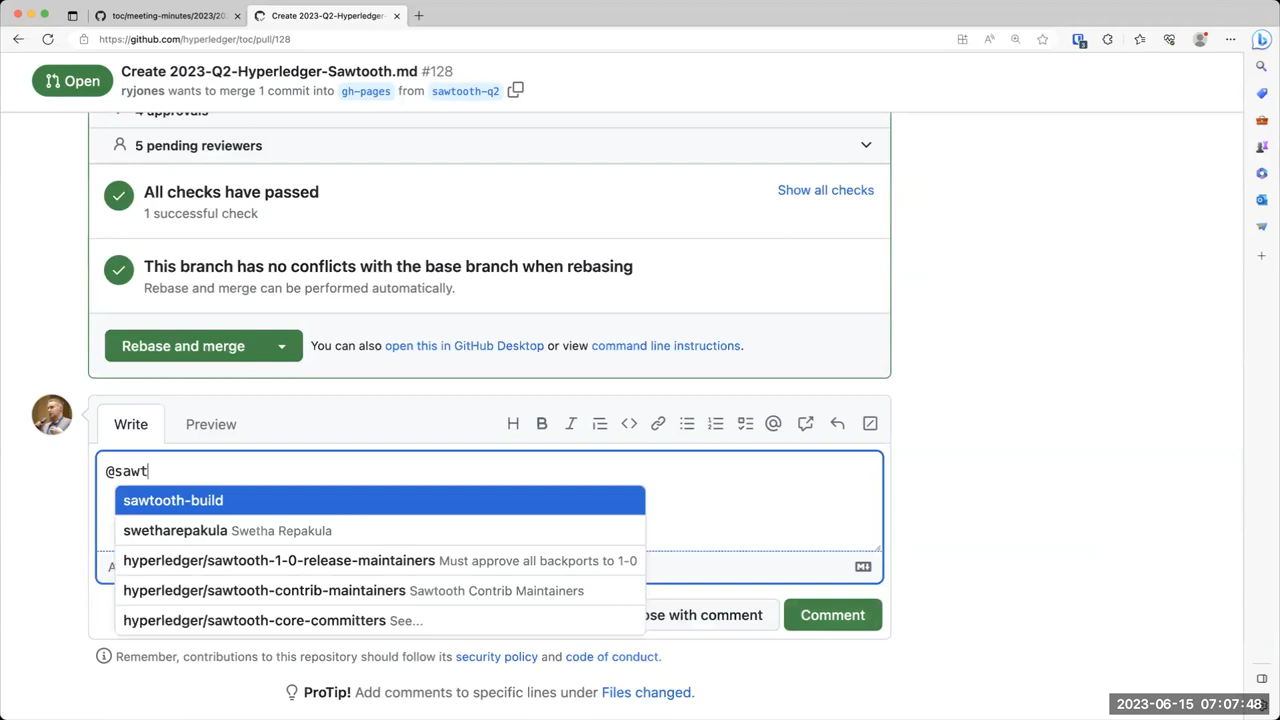 toc/meeting-minutes/2023/202
Create 2023-Q2-Hyperledger-Saw
https://github.com/hyperledger/toc/pull/128
Open
Create 2023-Q2-Hyperledger-Sawtooth.md #128
ryjones wants to merge 1 commit into gh-pages from sawtooth-q2
4 approvals
5 pending reviewers
All checks have passed
Show all checks
1 successful check
This branch has no conflicts with the base branch when rebasing
Rebase and merge can be performed automatically.
Rebase and merge
You can also open this in GitHub Desktop or view command line instructions.
Write
Preview
@sawt
sawtooth-build
swetharepakula Swetha Repakula
hyperledger/sawtooth-1-0-release-maintainers Must approve all backports to 1-0
hyperledger/sawtooth-contrib-maintainers Sawtooth Contrib Maintainers
hyperledger/sawtooth-core-committers See...
ose with comment
Comment
Remember, contributions to this repository should follow its security policy and code of conduct.
ProTip! Add comments to specific lines under Files changed.
2023-06-15 07:07:48